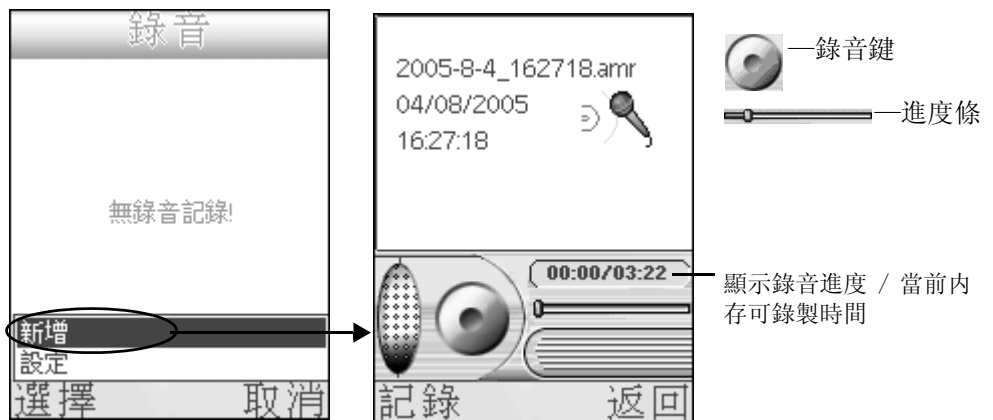 錄音
無錄音記錄!
新增
設定
選擇 取消
2005-8-4_162718.amr
04/08/2005
16:27:18
00:00/03:22
記錄 返回
—錄音鍵
—進度條
顯示錄音進度 / 當前內
存可錄製時間